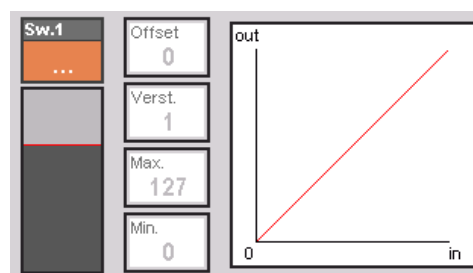 Sw.1
...
Offset
0
Verst.
1
Max.
127
Min.
0
out
0
in